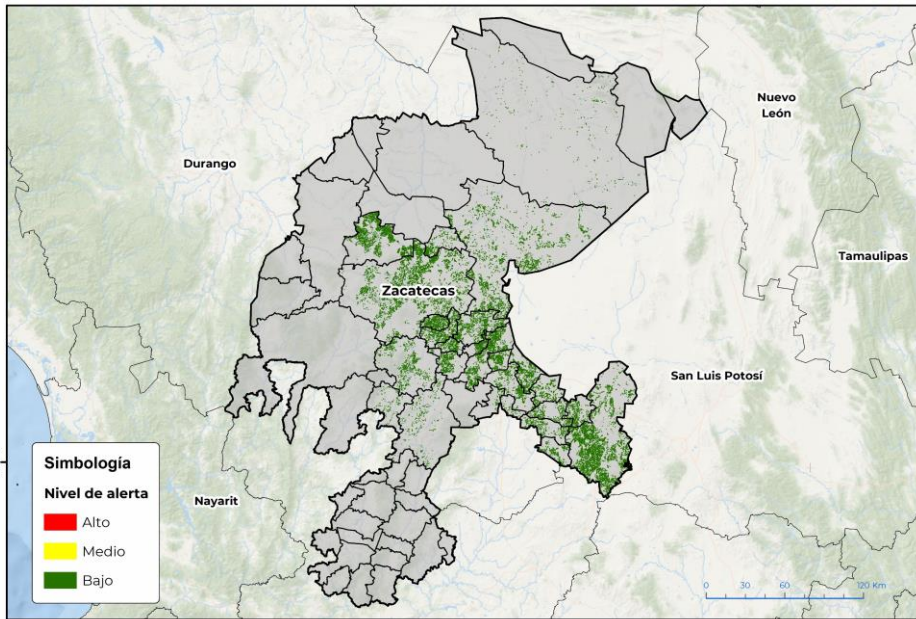 Nuevo
León
Durango
Tamaulipas
Zacatecas
San Luis Potosí
Simbología
Nivel de alerta
Alto
Medio
Bajo
Nayarit
0 30 60 120 Km